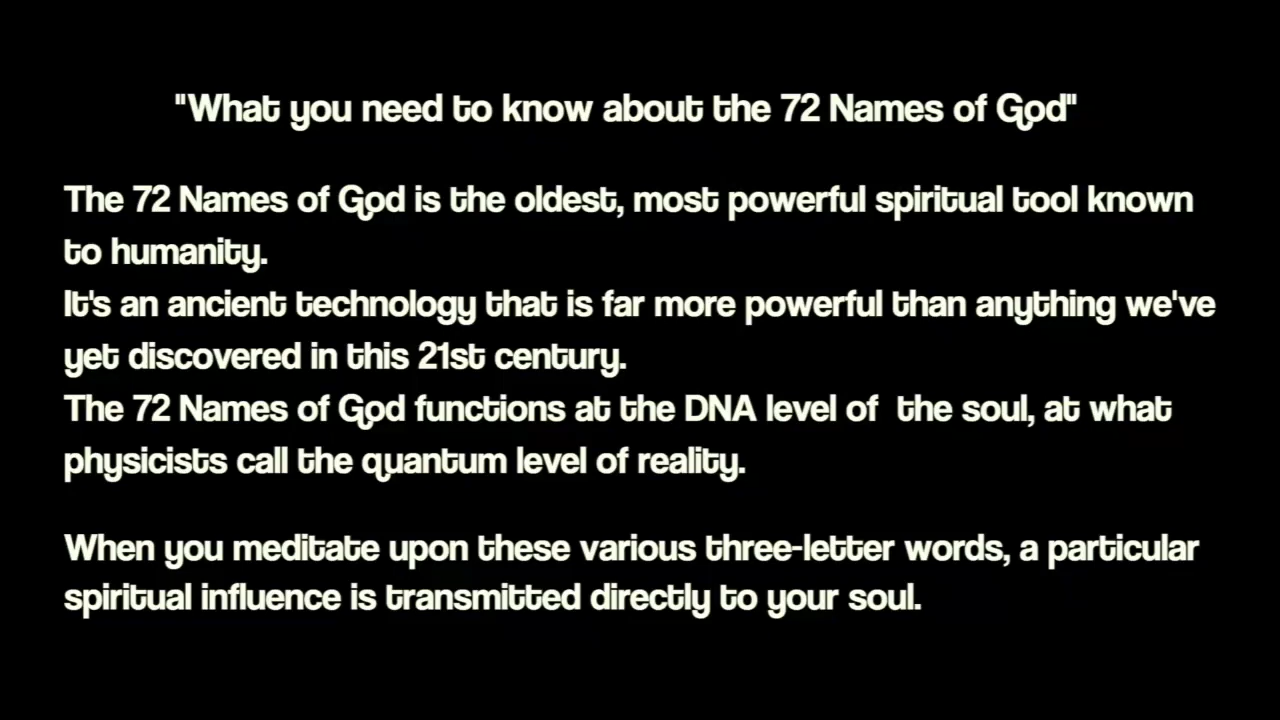 "What you need to know about the 72 Names of God"
The 72 Names of God is the oldest, most powerful spiritual tool known
to humanity.
It's an ancient technology that is far more powerful than anything we've
yet discovered in this 21st century.
The 72 Names of God functions at the DNA level of  the soul, at what
physicists call the quantum level of reality.
When you meditate upon these various three-letter words, a particular
spiritual influence is transmitted directly to your soul.